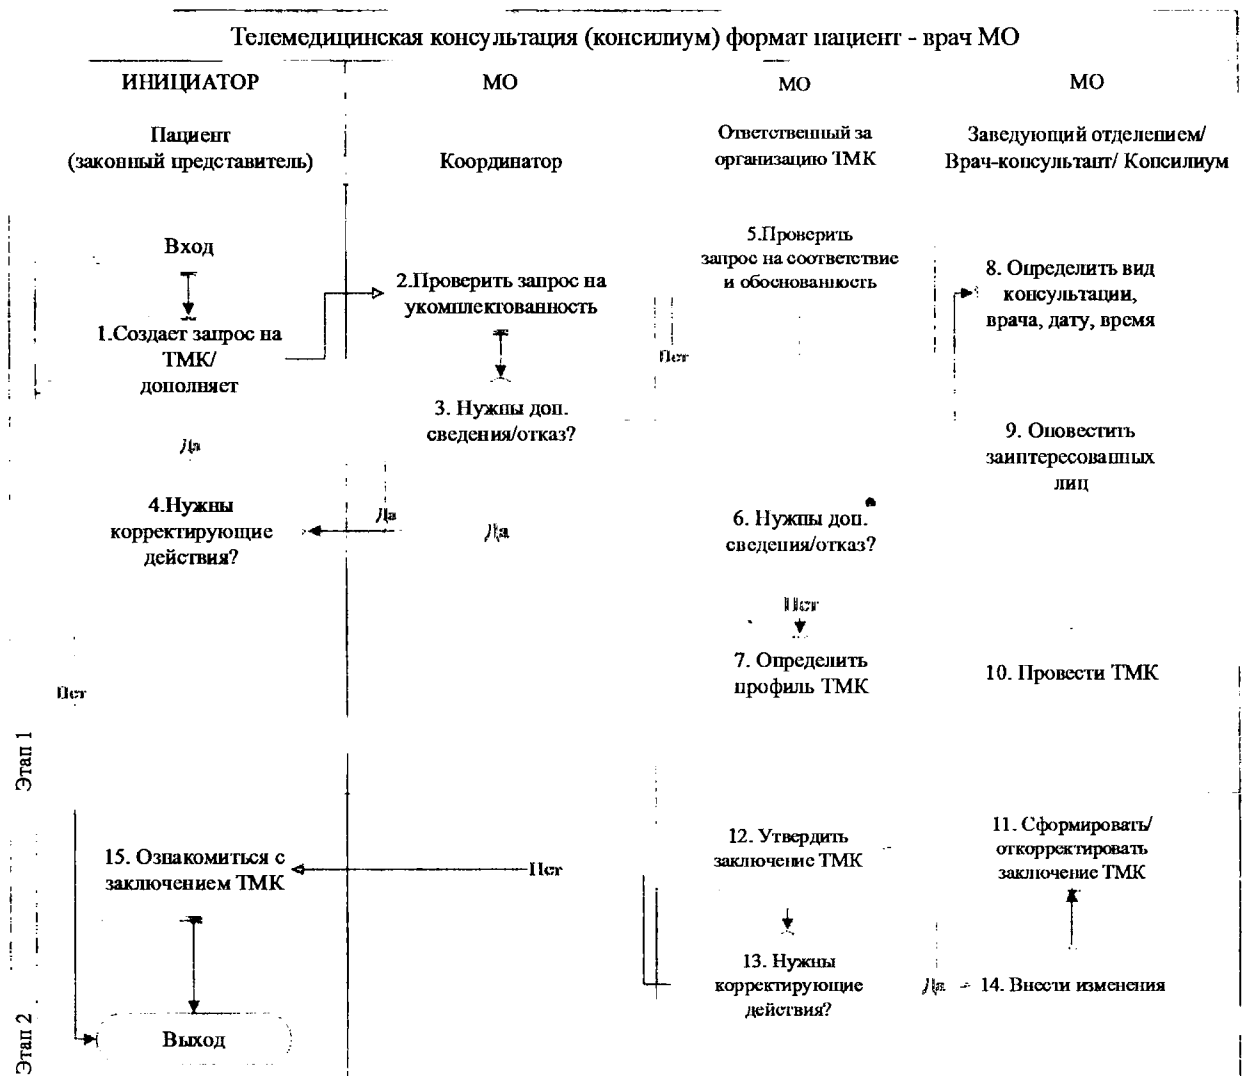 Телемедицинская консультация (консилиум) формат пациент - врач МО
ИНИЦИАТОР
МО
МО
МО
Пациент
(законный представитель)
Координатор
Ответственный за
организацию ТМК
Заведующий отделением/
Врач-консультант/ Консилиум
Вход
1.Создает запрос на
ТМК/
дополняет
Да
4.Нужны
корректирующие
действия?
Нет
2.Проверить запрос на
укомплектованность
3. Нужны доп.
сведения/отказ?
Да
Да
Нет
5.Проверить
запрос на соответствие
и обоснованность
6. Нужны доп.
сведения/отказ?
Нет
7. Определить
профиль ТМК
8. Определить вид
консультации,
врача, дату, время
9. Оповестить
заинтересованных
лиц
10. Провести ТМК
Этап 1
15. Ознакомиться с
заключением ТМК
Нет
12. Утвердить
заключение ТМК
11. Сформировать/
откорректировать
заключение ТМК
13. Нужны
корректирующие
действия?
Да
14. Внести изменения
Этап 2
Выход